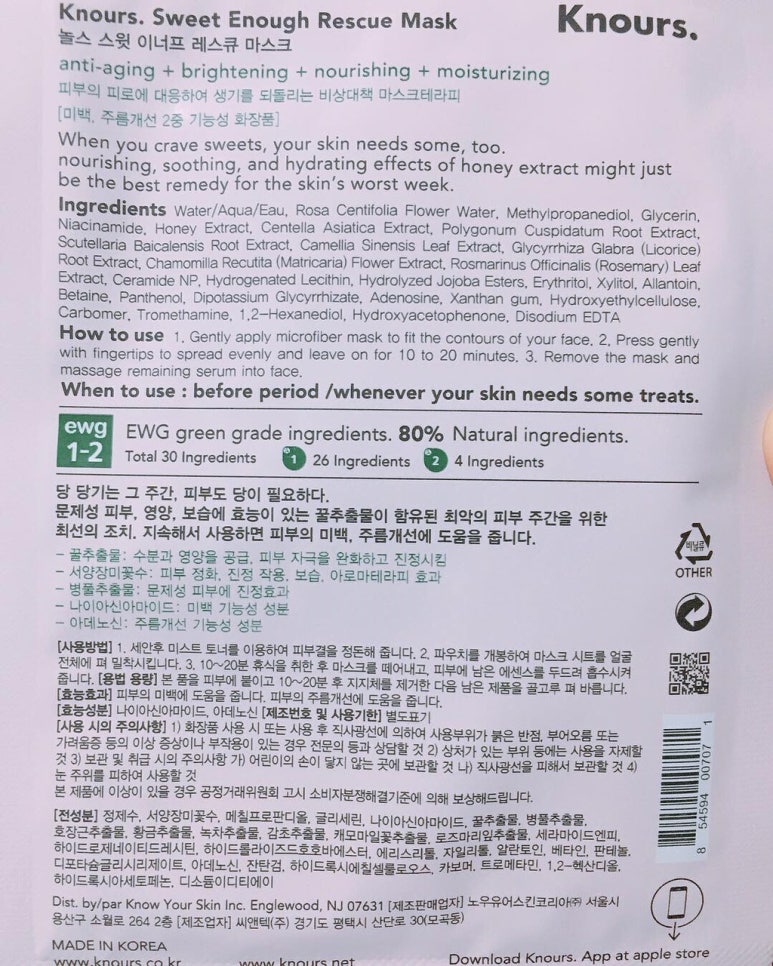 Knours. Sweet Enough Rescue Mask
Knours.
놀스 스윗 이너프 레스큐 마스크
anti-aging + brightening + nourishing + moisturizing
피부의 피로에 대응하여 생기를 되돌리는 비상대책 마스크테라피
[미백, 주름개선 2중 기능성 화장품]
When you crave sweets, your skin needs some, too.
nourishing, soothing, and hydrating effects of honey extract might just
be the best remedy for the skin's worst week.
Ingredients Water/Aqua/Eau, Rosa Centifolia Flower Water, Methylpropanediol, Glycerin,
Niacinamide, Honey Extract, Centella Asiatica Extract, Polygonum Cuspidatum Root Extract,
Scutellaria Baicalensis Root Extract, Camellia Sinensis Leaf Extract, Glycyrrhiza Glabra (Licorice)
Root Extract, Chamomilla Recutita (Matricaria) Flower Extract, Rosmarinus Officinalis (Rosemary) Leaf
Extract, Ceramide NP, Hydrogenated Lecithin, Hydrolyzed Jojoba Esters, Erythritol, Xylitol, Allantoin,
Betaine, Panthenol, Dipotassium Glycyrrhizate, Adenosine, Xanthan gum, Hydroxyethylcellulose,
Carbomer, Tromethamine, 1,2-Hexanediol, Hydroxyacetophenone, Disodium EDTA
How to use 1. Gently apply microfiber mask to fit the contours of your face. 2. Press gently
with fingertips to spread evenly and leave on for 10 to 20 minutes. 3. Remove the mask and
massage remaining serum into face.
When to use : before period /whenever your skin needs some treats.
ewg
1-2
EWG green grade ingredients. 80% Natural ingredients.
Total 30 Ingredients 1 26 Ingredients 2 4 Ingredients
당 당기는 그 주간, 피부도 당이 필요하다.
문제성 피부, 영양, 보습에 효능이 있는 꿀추출물이 함유된 최악의 피부 주간을 위한
최선의 조치. 지속해서 사용하면 피부의 미백, 주름개선에 도움을 줍니다.
- 꿀추출물: 수분과 영양을 공급, 피부 자극을 완화하고 진정시킴
- 서양장미꽃수: 피부 정화, 진정 작용, 보습, 아로마테라피 효과
- 병풀추출물: 문제성 피부에 진정효과
- 나이아신아마이드: 미백 기능성 성분
- 아데노신: 주름개선 기능성 성분
비닐류
OTHER
[사용방법] 1. 세안후 미스트 토너를 이용하여 피부결을 정돈해 줍니다. 2. 파우치를 개봉하여 마스크 시트를 얼굴
전체에 펴 밀착시킵니다. 3. 10~20분 휴식을 취한 후 마스크를 떼어내고, 피부에 남은 에센스를 두드려 흡수시켜
줍니다. [용법 용량] 본 품을 피부에 붙이고 10~20분 후 지지체를 제거한 다음 남은 제품을 골고루 펴 바릅니다.
[효능효과] 피부의 미백에 도움을 줍니다. 피부의 주름개선에 도움을 줍니다.
[효능성분] 나이아신아마이드, 아데노신 [제조번호 및 사용기한] 별도표기
[사용 시의 주의사항] 1) 화장품 사용 시 또는 사용 후 직사광선에 의하여 사용부위가 붉은 반점, 부어오름 또는
가려움증 등의 이상 증상이나 부작용이 있는 경우 전문의 등과 상담할 것 2) 상처가 있는 부위 등에는 사용을 자제할
것 3) 보관 및 취급 시의 주의사항 가) 어린이의 손이 닿지 않는 곳에 보관할 것 나) 직사광선을 피해서 보관할 것 4)
눈 주위를 피하여 사용할 것
본 제품에 이상이 있을 경우 공정거래위원회 고시 소비자분쟁해결기준에 의해 보상해드립니다.
8 54594 00707 1
[전성분] 정제수, 서양장미꽃수, 메칠프로판디올, 글리세린, 나이아신아마이드, 꿀추출물, 병풀추출물,
호장근추출물, 황금추출물, 녹차추출물, 감초추출물, 캐모마일꽃추출물, 로즈마리잎추출물, 세라마이드엔피,
하이드로제네이티드레시틴, 하이드롤라이즈드호호바에스터, 에리스리톨, 자일리톨, 알란토인, 베타인, 판테놀,
디포타슘글리시리제이트, 아데노신, 잔탄검, 하이드록시에칠셀룰로오스, 카보머, 트로메타민, 1,2-헥산디올,
하이드록시아세토페논, 디소듐이디티에이
Dist. by/par Know Your Skin Inc. Englewood, NJ 07631 [제조판매업자] 노우유어스킨코리아㈜ 서울시
용산구 소월로 264 2층 [제조업자] 씨앤텍(주) 경기도 평택시 산단로 30(모곡동)
MADE IN KOREA
www.knours.co.kr www.knours.net
Download Knours. App at apple store